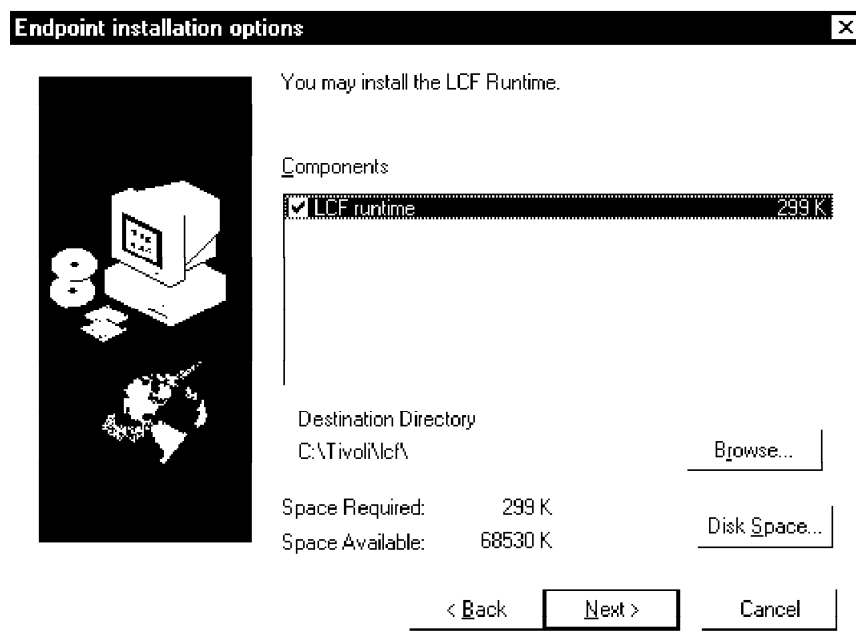 Endpoint installation options
You may install the LCF Runtime.
Components
LCF runtime 299 K
Destination Directory
C:\Tivoli\lcf\
Browse...
Space Required: 299 K
Disk Space...
Space Available: 68530 K
< Back Next > Cancel